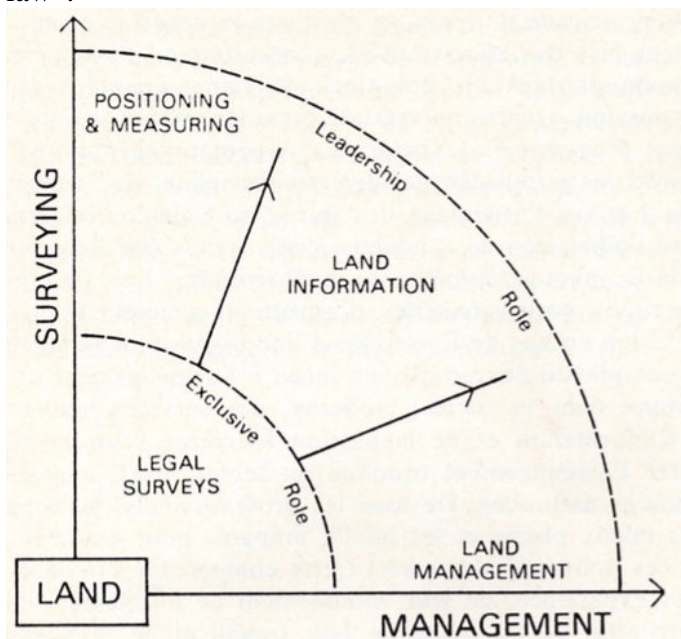 POSITIONING
& MEASURING
Leadership
Role
SURVEYING
LAND
INFORMATION
Exclusive
Role
LEGAL
SURVEYS
LAND
MANAGEMENT
LAND
MANAGEMENT